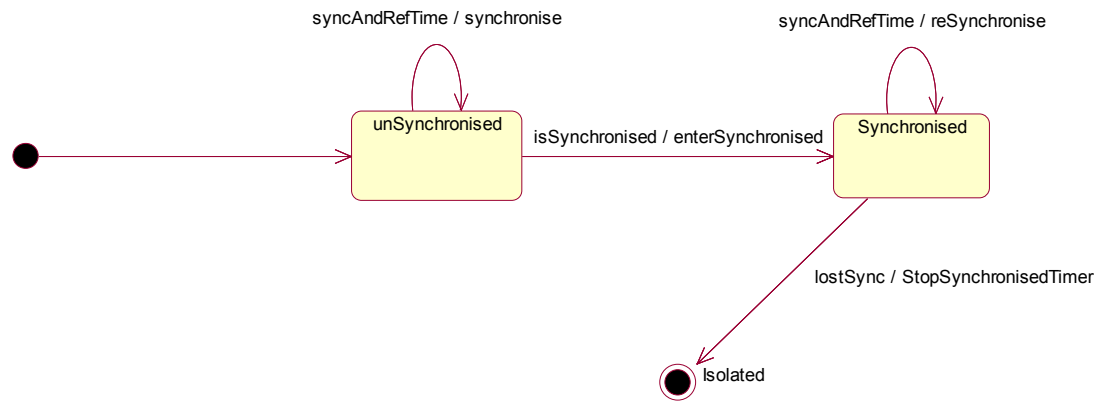 syncAndRefTime / synchronise
syncAndRefTime / reSynchronise
unSynchronised
Synchronised
isSynchronised / enterSynchronised
lostSync / StopSynchronisedTimer
Isolated